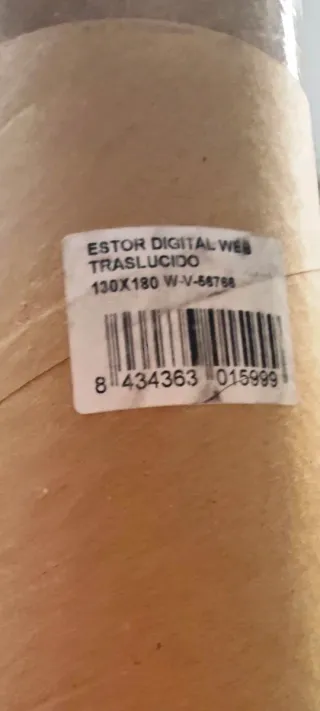 ESTOR DIGITAL WEB
TRASLUCIDO
130X180 W-V-56766
8 434363 015999